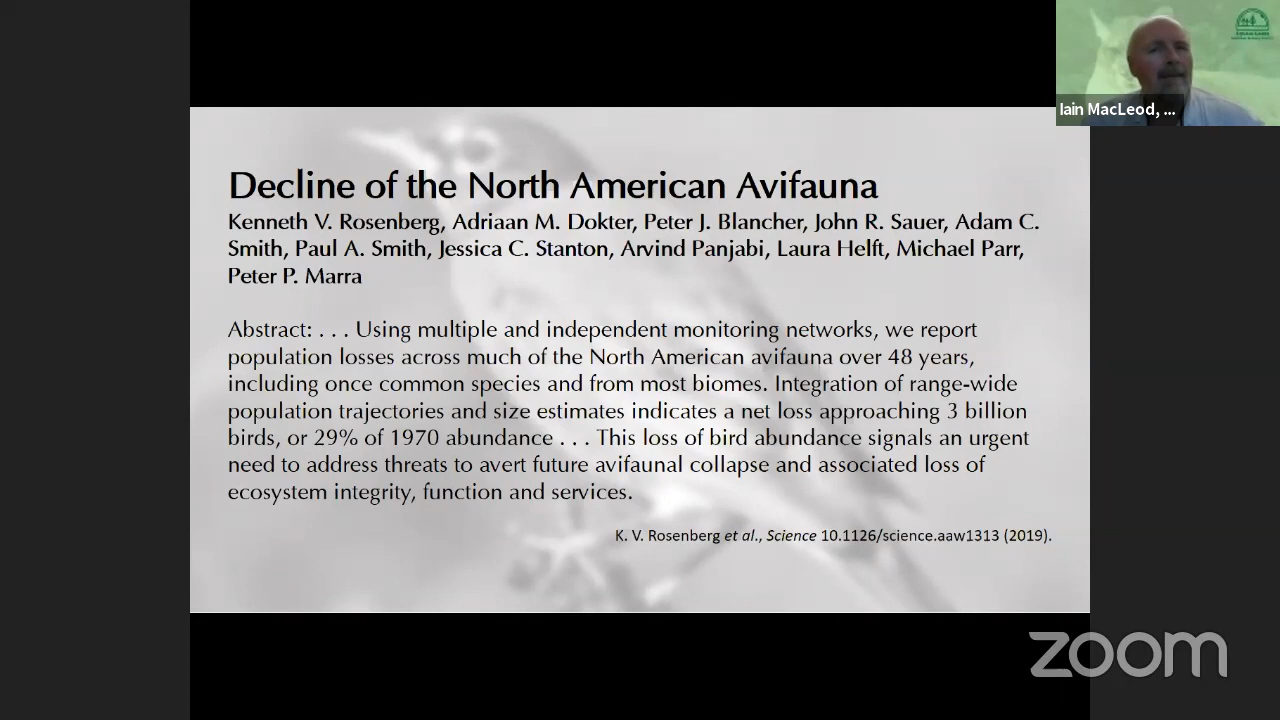 Iain MacLeod, ...
Decline of the North American Avifauna
Kenneth V. Rosenberg, Adriaan M. Dokter, Peter J. Blancher, John R. Sauer, Adam C.
Smith, Paul A. Smith, Jessica C. Stanton, Arvind Panjabi, Laura Helft, Michael Parr,
Peter P. Marra
Abstract: . . . Using multiple and independent monitoring networks, we report
population losses across much of the North American avifauna over 48 years,
including once common species and from most biomes. Integration of range-wide
population trajectories and size estimates indicates a net loss approaching 3 billion
birds, or 29% of 1970 abundance . . . This loss of bird abundance signals an urgent
need to address threats to avert future avifaunal collapse and associated loss of
ecosystem integrity, function and services.
K. V. Rosenberg et al., Science 10.1126/science.aaw1313 (2019).
zoom